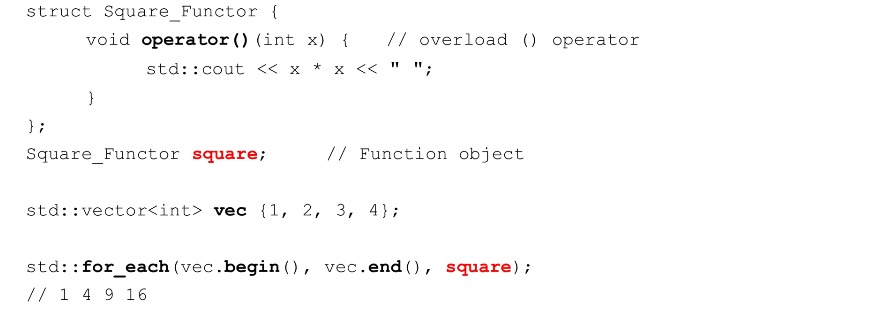 struct Square_Functor {
void operator()(int x) { // overload () operator
std::cout << x * x << " ";
}
};
Square_Functor square; // Function object
std::vector<int> vec {1, 2, 3, 4};
std::for_each(vec.begin(), vec.end(), square);
// 1 4 9 16